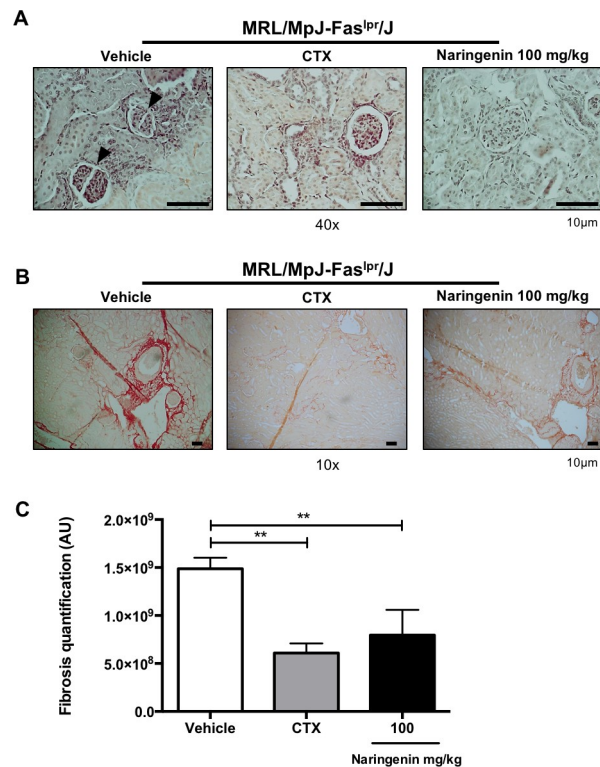 A
MRL/MpJ-Fas^lpr/J
Vehicle CTX Naringenin 100 mg/kg
40x 10µm
B
MRL/MpJ-Fas^lpr/J
Vehicle CTX Naringenin 100 mg/kg
10x 10µm
C
Fibrosis quantification (AU)
2.0×10⁹
1.5×10⁹
1.0×10⁹
5.0×10⁸
0.0
**
**
Vehicle CTX 100
Naringenin mg/kg